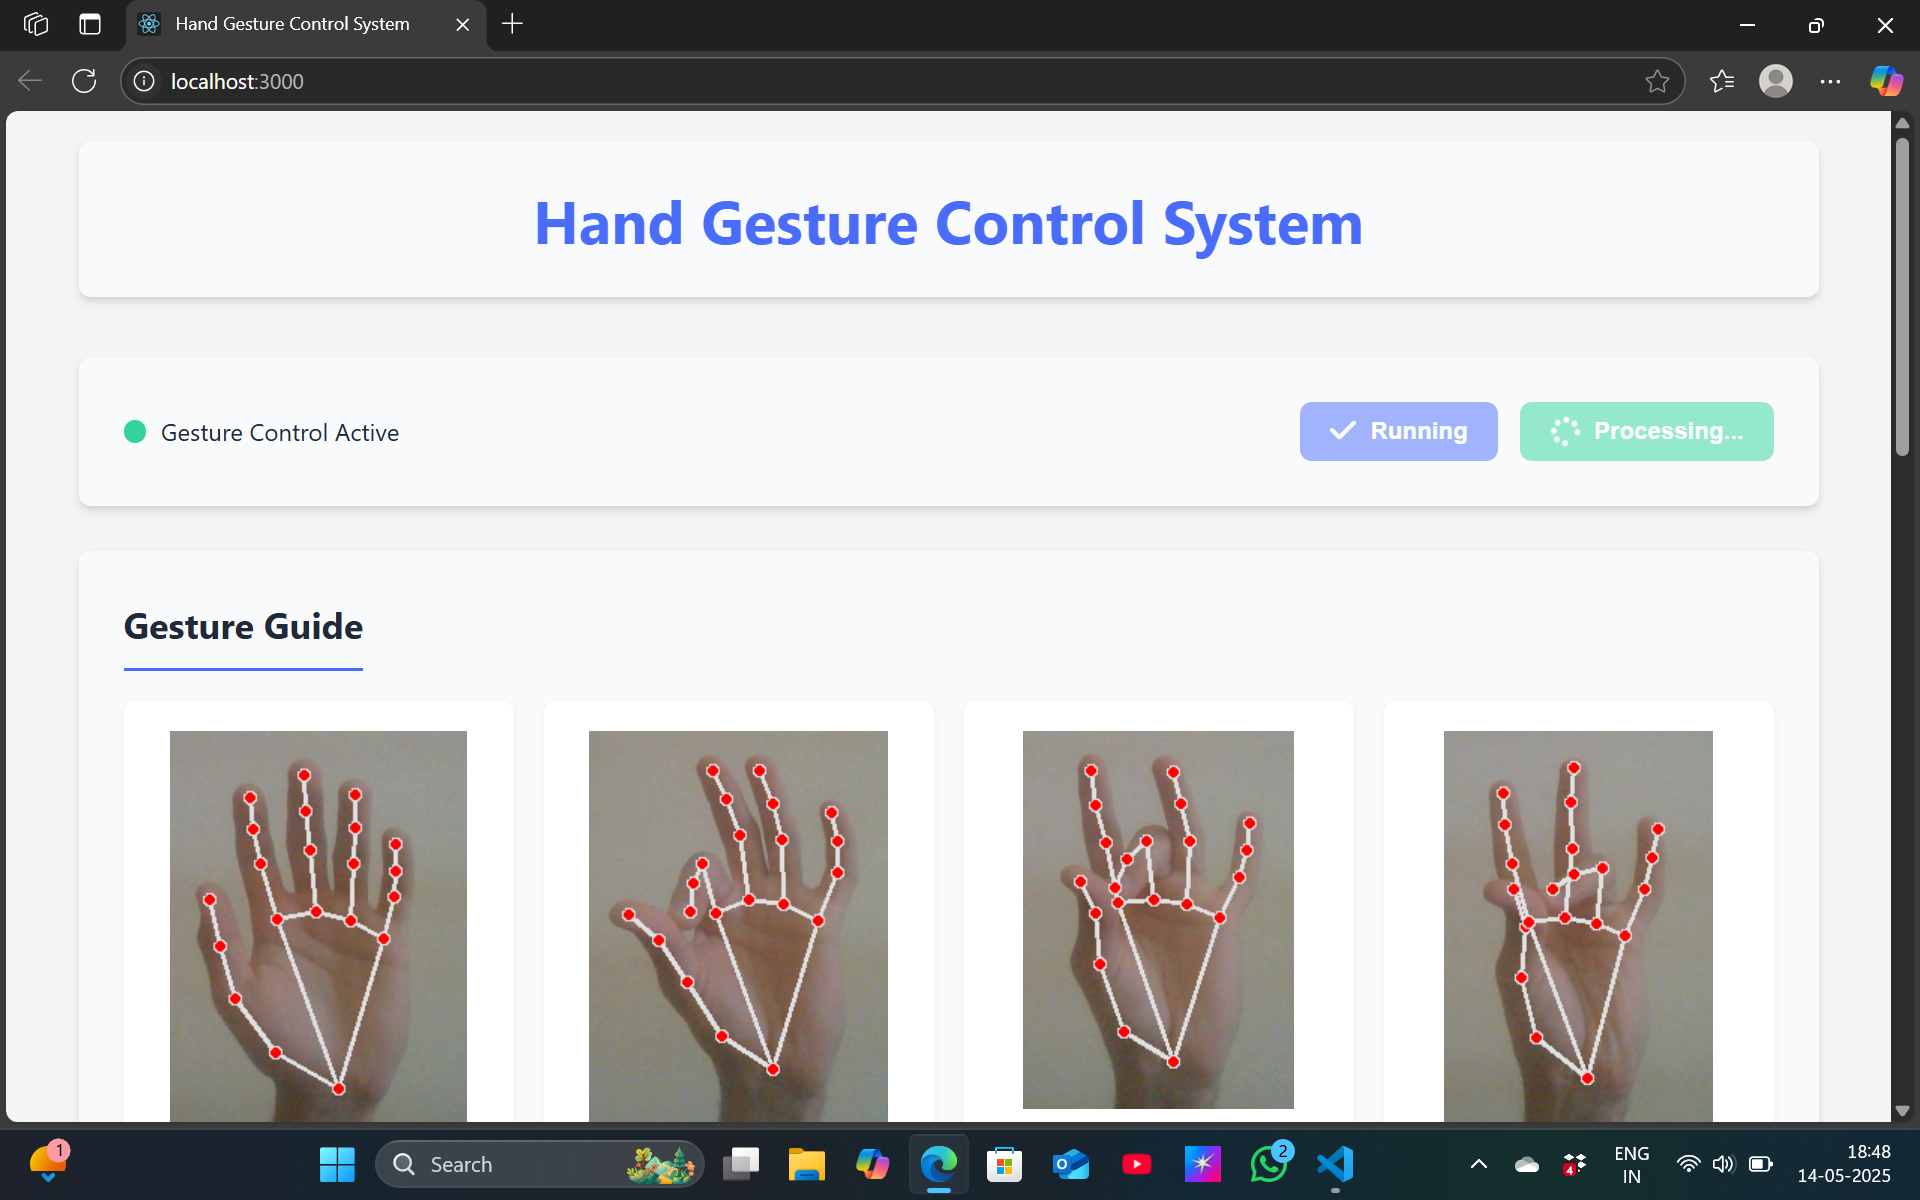 Hand Gesture Control System
localhost:3000
Hand Gesture Control System
Gesture Control Active
Running
Processing...
Gesture Guide
1
Search
2
4
ENG
IN
18:48
14-05-2025